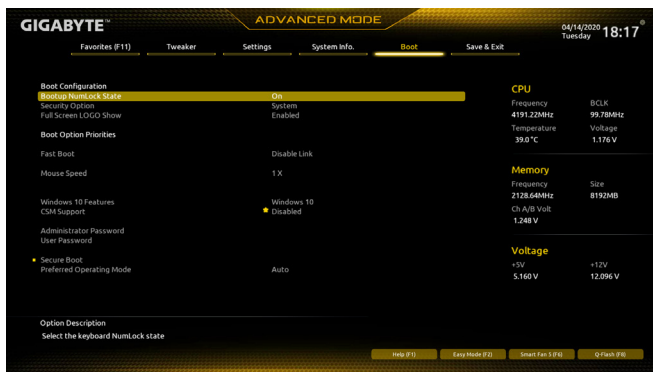 GIGABYTE™
ADVANCED MODE
04/14/2020
Tuesday
18:17
Favorites (F11) Tweaker Settings System Info. Boot Save & Exit
Boot Configuration
Bootup NumLock State On
Security Option System
Full Screen LOGO Show Enabled
Boot Option Priorities
Fast Boot Disable Link
Mouse Speed 1 X
Windows 10 Features Windows 10
CSM Support Disabled
Administrator Password
User Password
Secure Boot
Preferred Operating Mode Auto
CPU
Frequency BCLK
4191.22MHz 99.78MHz
Temperature Voltage
39.0 °C 1.176 V
Memory
Frequency Size
2128.64MHz 8192MB
Ch A/B Volt
1.248 V
Voltage
+5V +12V
5.160 V 12.096 V
Option Description
Select the keyboard NumLock state
Help (F1) Easy Mode (F2) Smart Fan 5 (F6) Q-Flash (F8)